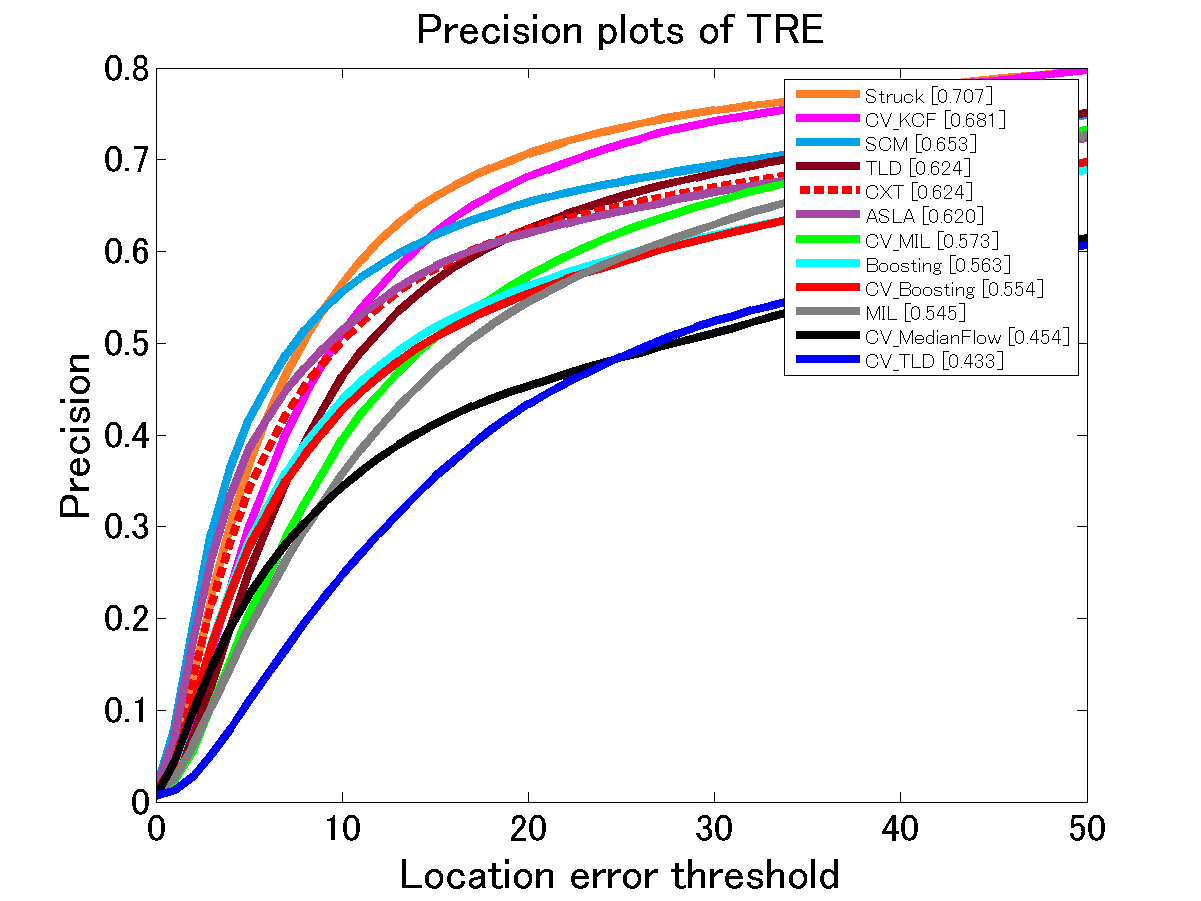 Precision plots of TRE
0.8
0.7
0.6
0.5
0.4
0.3
0.2
0.1
0
Precision
Struck [0.707]
CV_KCF [0.681]
SCM [0.653]
TLD [0.624]
CXT [0.624]
ASLA [0.620]
CV_MIL [0.573]
Boosting [0.563]
CV_Boosting [0.554]
MIL [0.545]
CV_MedianFlow [0.454]
CV_TLD [0.433]
0 10 20 30 40 50
Location error threshold